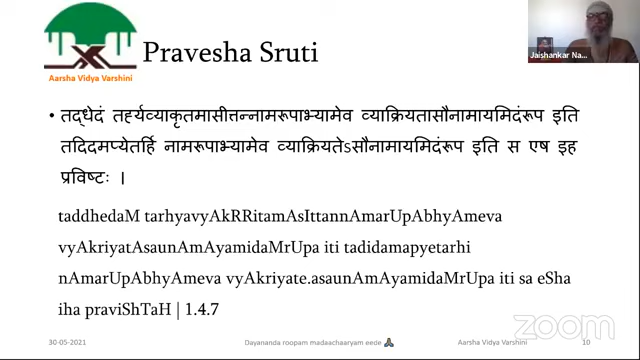 Aarsha Vidya Varshini
Pravesha Sruti
Jaishankar Na...
• तद्धेदं तर्ह्यव्याकृतमासीत्तन्नामरूपाभ्यामेव व्याक्रियतासौनामायमिदंरूप इति
तदिदमप्येतर्हि नामरूपाभ्यामेव व्याक्रियतेऽसौनामायमिदंरूप इति स एष इह
प्रविष्टः ।
taddhedaM tarhyavyAkRRitamAsIttannAmarUpAbhyAmeva
vyAkriyatAsaunAmAyamidaMrUpa iti tadidamapyetarhi
nAmarUpAbhyAmeva vyAkriyate.asaunAmAyamidaMrUpa iti sa eSha
iha praviShTaH | 1.4.7
zoom
30-05-2021 Dayananda roopam madaachaaryam eede 🙏 Aarsha Vidya Varshini 10